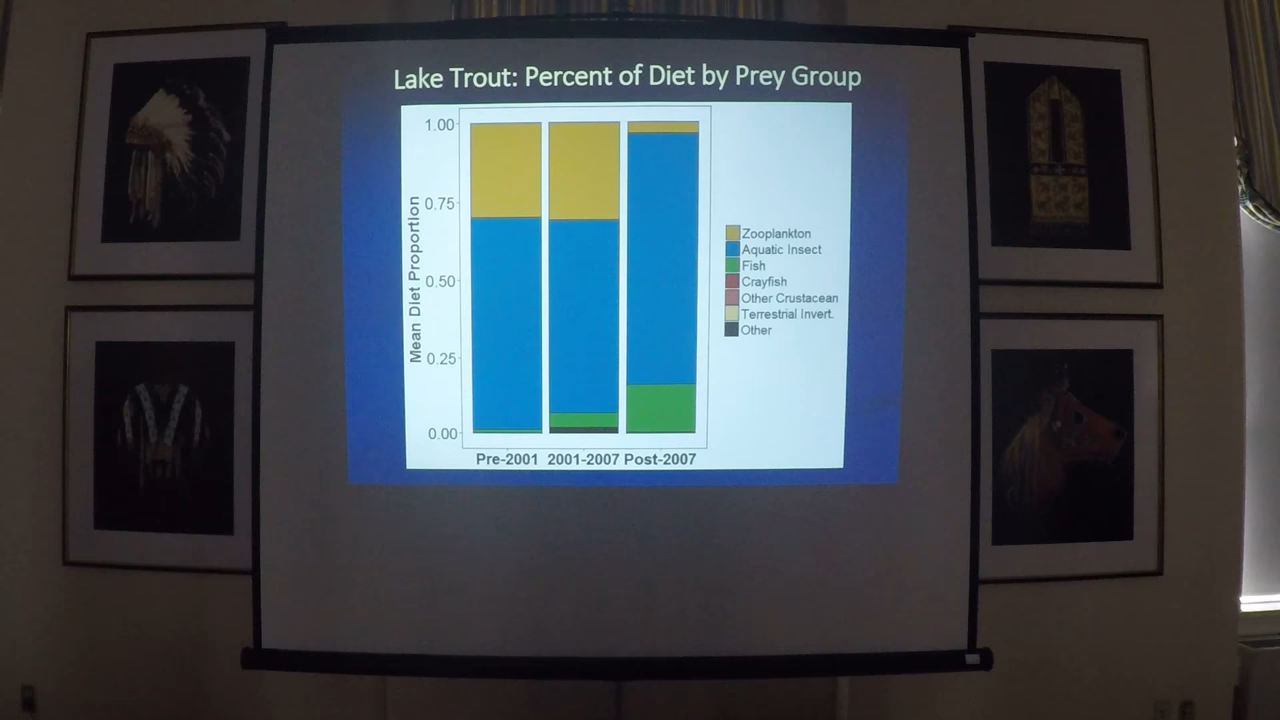 Lake Trout: Percent of Diet by Prey Group
Mean Diet Proportion
1.00
0.75
0.50
0.25
0.00
Pre-2001 2001-2007 Post-2007
Zooplankton
Aquatic Insect
Fish
Crayfish
Other Crustacean
Terrestrial Invert.
Other